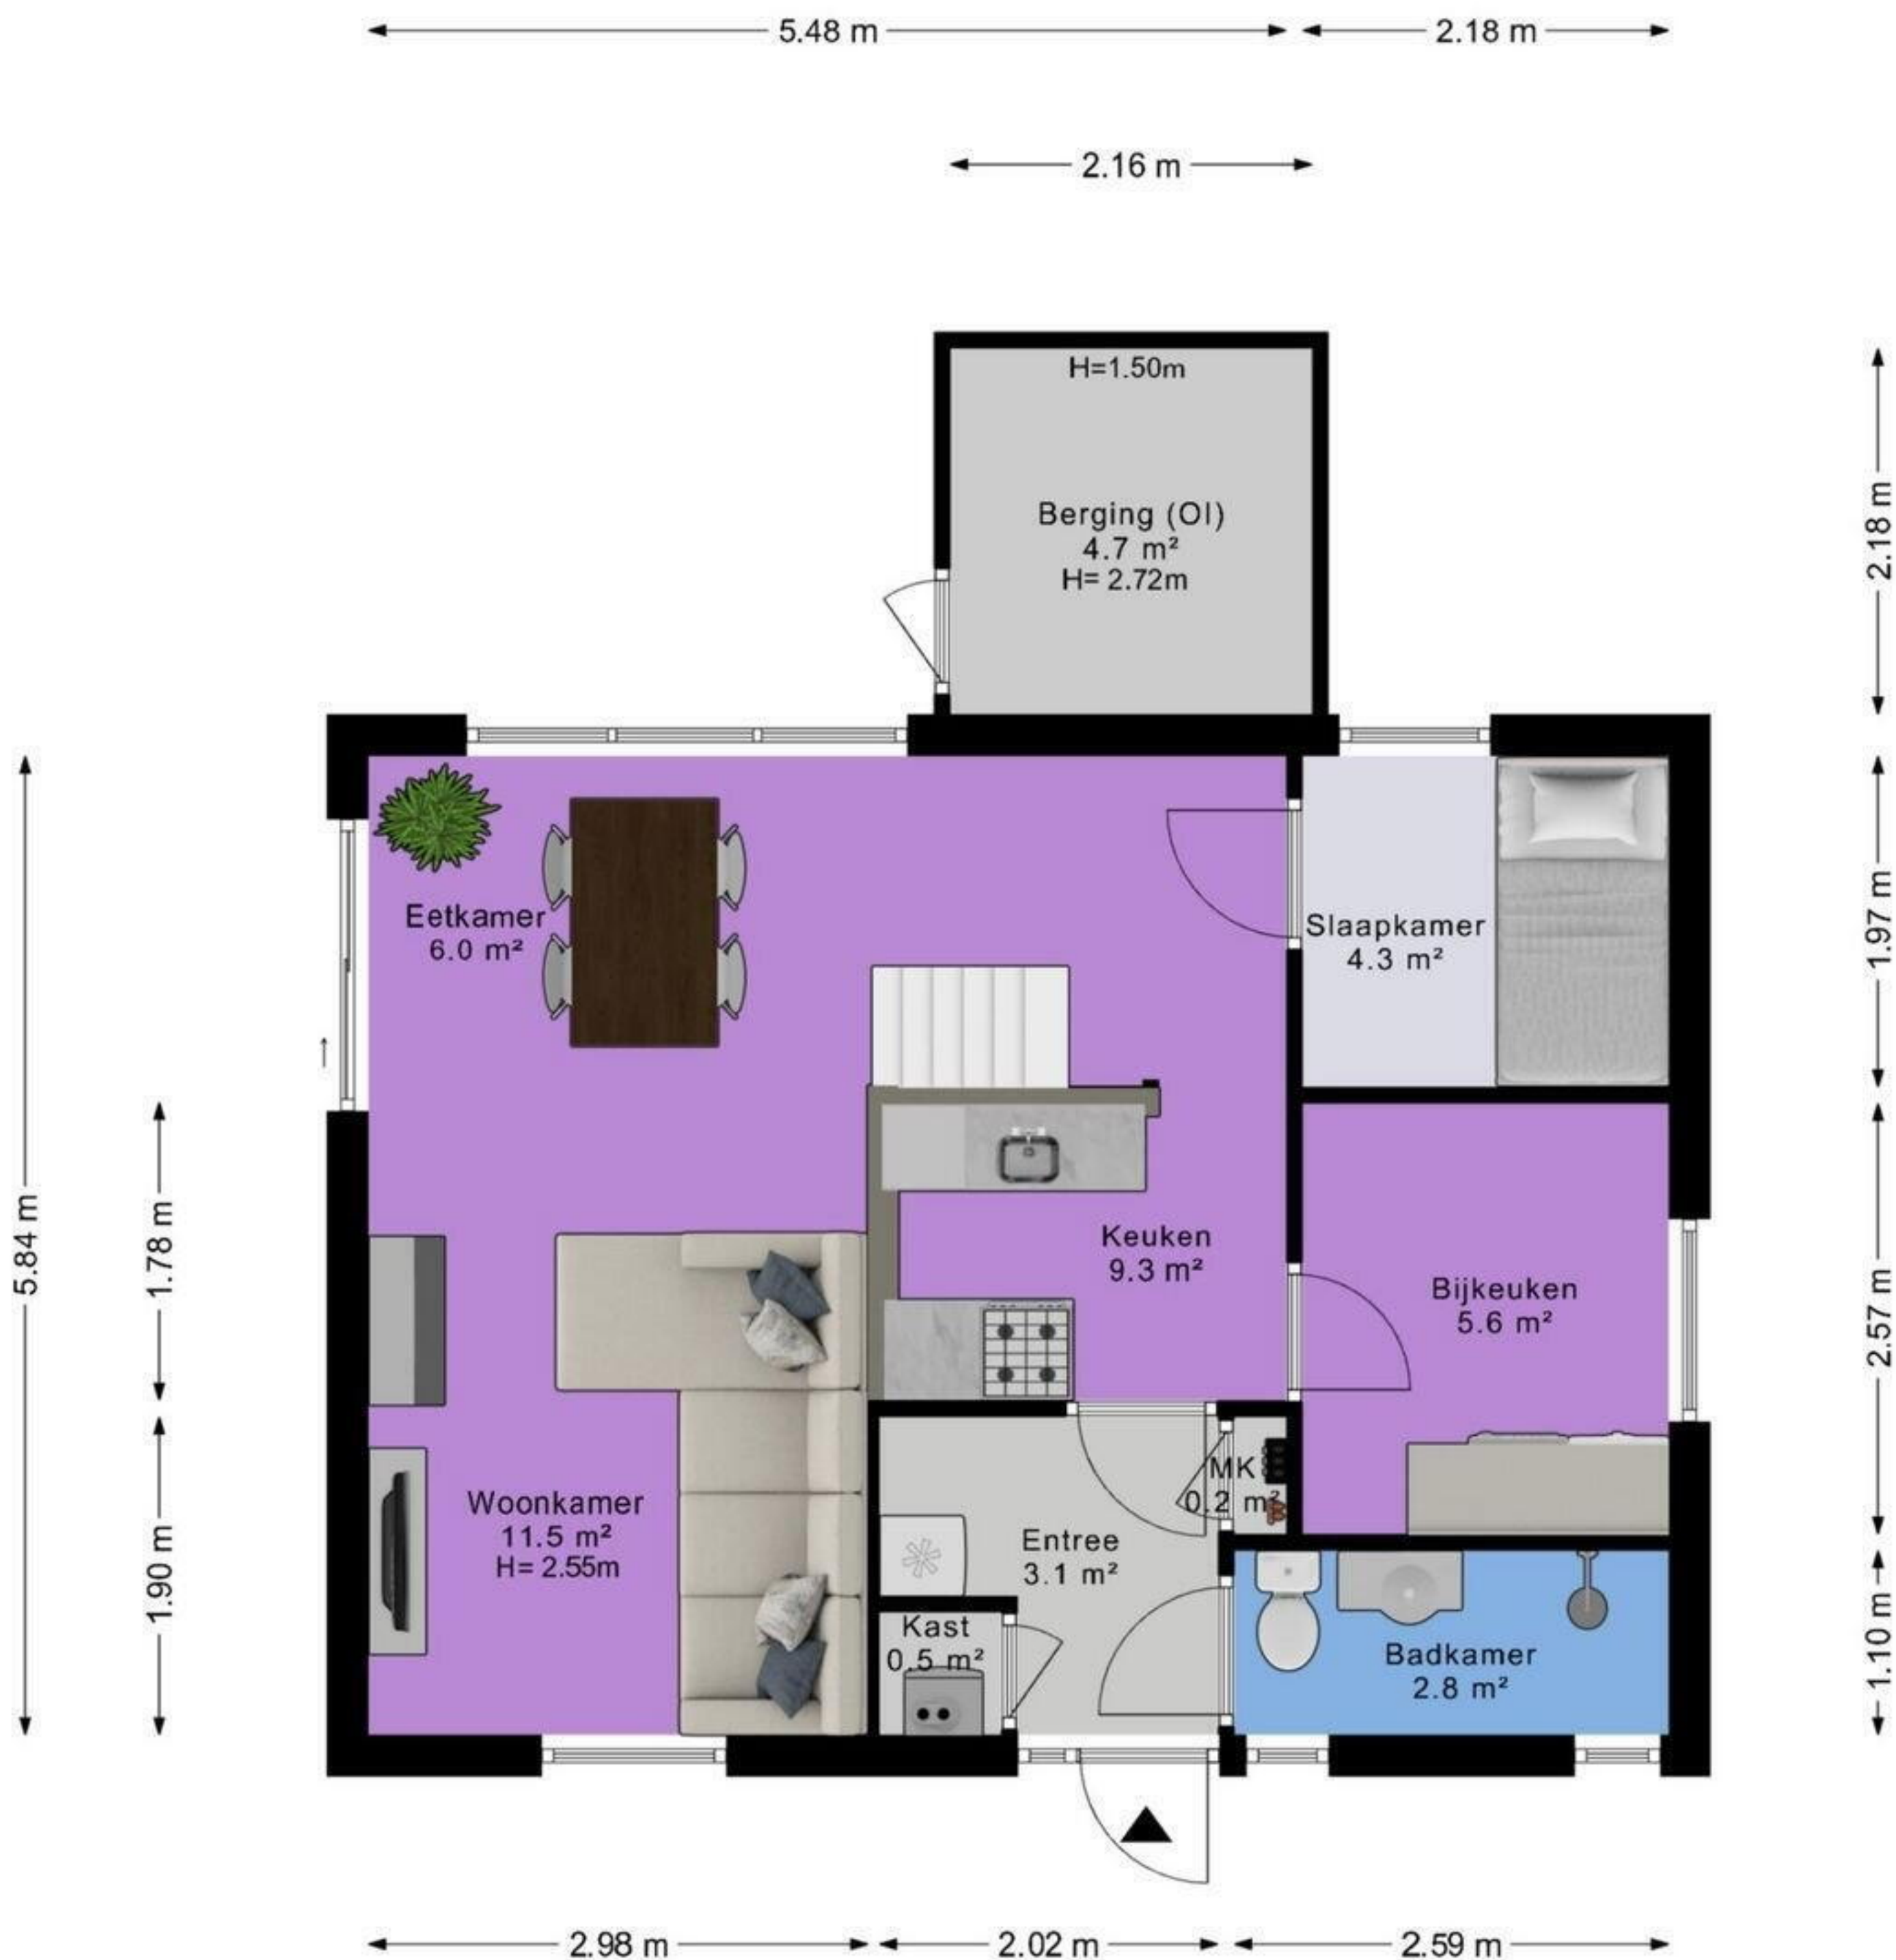 5.48 m
2.18 m
2.16 m
H=1.50m
Berging (OI)
4.7 m²
H= 2.72m
2.18 m
Eetkamer
6.0 m²
Slaapkamer
4.3 m²
1.97 m
5.84 m
1.78 m
Keuken
9.3 m²
Bijkeuken
5.6 m²
2.57 m
Woonkamer
11.5 m²
H= 2.55m
MK
0.2 m²
Entree
3.1 m²
1.90 m
Kast
0.5 m²
Badkamer
2.8 m²
1.10 m
2.98 m
2.02 m
2.59 m